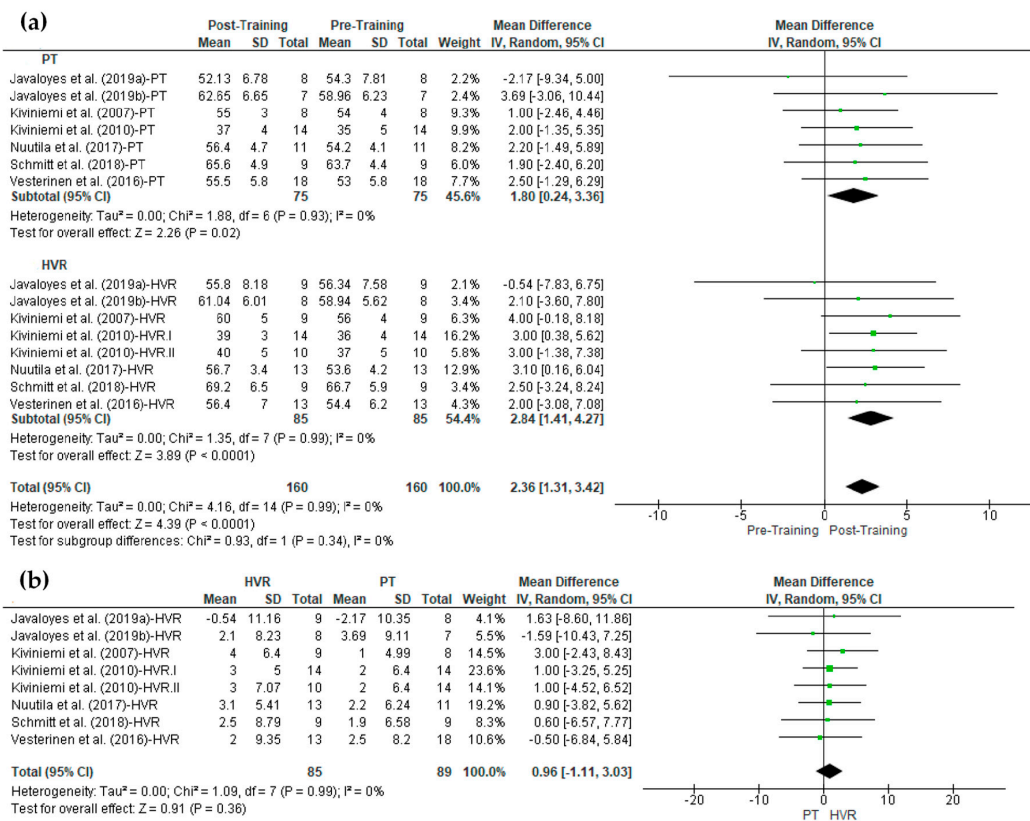 (a)
Post-Training Pre-Training Mean Difference Mean Difference
Mean SD Total Mean SD Total Weight IV, Random, 95% CI IV, Random, 95% CI
PT
Javaloyes et al. (2019a)-PT 52.13 6.78 8 54.3 7.81 8 2.2% -2.17 [-9.34, 5.00]
Javaloyes et al. (2019b)-PT 62.65 6.65 7 58.96 6.23 7 2.4% 3.69 [-3.06, 10.44]
Kiviniemi et al. (2007)-PT 55 3 8 54 4 8 9.3% 1.00 [-2.46, 4.46]
Kiviniemi et al. (2010)-PT 37 4 14 35 5 14 9.9% 2.00 [-1.35, 5.35]
Nuutila et al. (2017)-PT 56.4 4.7 11 54.2 4.1 11 8.2% 2.20 [-1.49, 5.89]
Schmitt et al. (2018)-PT 65.6 4.9 9 63.7 4.4 9 6.0% 1.90 [-2.40, 6.20]
Vesterinen et al. (2016)-PT 55.5 5.8 18 53 5.8 18 7.7% 2.50 [-1.29, 6.29]
Subtotal (95% CI) 75 75 45.6% 1.80 [0.24, 3.36]
Heterogeneity: Tau² = 0.00; Chi² = 1.88, df = 6 (P = 0.93); I² = 0%
Test for overall effect: Z = 2.26 (P = 0.02)
HVR
Javaloyes et al. (2019a)-HVR 55.8 8.18 9 56.34 7.58 9 2.1% -0.54 [-7.83, 6.75]
Javaloyes et al. (2019b)-HVR 61.04 6.01 8 58.94 5.62 8 3.4% 2.10 [-3.60, 7.80]
Kiviniemi et al. (2007)-HVR 60 5 9 56 4 9 6.3% 4.00 [-0.18, 8.18]
Kiviniemi et al. (2010)-HVR.I 39 3 14 36 4 14 16.2% 3.00 [0.38, 5.62]
Kiviniemi et al. (2010)-HVR.II 40 5 10 37 5 10 5.8% 3.00 [-1.38, 7.38]
Nuutila et al. (2017)-HVR 56.7 3.4 13 53.6 4.2 13 12.9% 3.10 [0.16, 6.04]
Schmitt et al. (2018)-HVR 69.2 6.5 9 66.7 5.9 9 3.4% 2.50 [-3.24, 8.24]
Vesterinen et al. (2016)-HVR 56.4 7 13 54.4 6.2 13 4.3% 2.00 [-3.08, 7.08]
Subtotal (95% CI) 85 85 54.4% 2.84 [1.41, 4.27]
Heterogeneity: Tau² = 0.00; Chi² = 1.35, df = 7 (P = 0.99); I² = 0%
Test for overall effect: Z = 3.89 (P < 0.0001)
Total (95% CI) 160 160 100.0% 2.36 [1.31, 3.42]
Heterogeneity: Tau² = 0.00; Chi² = 4.16, df = 14 (P = 0.99); I² = 0%
Test for overall effect: Z = 4.39 (P < 0.0001)
Test for subgroup differences: Chi² = 0.93, df = 1 (P = 0.34), I² = 0%
-10 -5 0 5 10
Pre-Training Post-Training
(b)
HVR PT Mean Difference Mean Difference
Mean SD Total Mean SD Total Weight IV, Random, 95% CI IV, Random, 95% CI
Javaloyes et al. (2019a)-HVR -0.54 11.16 9 -2.17 10.35 8 4.1% 1.63 [-8.60, 11.86]
Javaloyes et al. (2019b)-HVR 2.1 8.23 8 3.69 9.11 7 5.5% -1.59 [-10.43, 7.25]
Kiviniemi et al. (2007)-HVR 4 6.4 9 1 4.99 8 14.5% 3.00 [-2.43, 8.43]
Kiviniemi et al. (2010)-HVR.I 3 5 14 2 6.4 14 23.6% 1.00 [-3.25, 5.25]
Kiviniemi et al. (2010)-HVR.II 3 7.07 10 2 6.4 14 14.1% 1.00 [-4.52, 6.52]
Nuutila et al. (2017)-HVR 3.1 5.41 13 2.2 6.24 11 19.2% 0.90 [-3.82, 5.62]
Schmitt et al. (2018)-HVR 2.5 8.79 9 1.9 6.58 9 8.3% 0.60 [-6.57, 7.77]
Vesterinen et al. (2016)-HVR 2 9.35 13 2.5 8.2 18 10.6% -0.50 [-6.84, 5.84]
Total (95% CI) 85 89 100.0% 0.96 [-1.11, 3.03]
Heterogeneity: Tau² = 0.00; Chi² = 1.09, df = 7 (P = 0.99); I² = 0%
Test for overall effect: Z = 0.91 (P = 0.36)
-20 -10 0 10 20
PT HVR